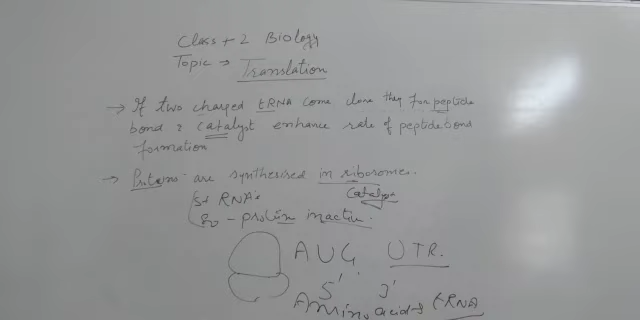 Class + 2 Biology
Topic → Translation
→ If two charged tRNA come close they for peptide
bond & catalyst enhance rate of peptide bond
formation
→ Proteins are synthesised in ribosomes.
RNA's Catalyst
80 - protein inactive.
AUG UTR.
5' 3'
Amino acid → tRNA